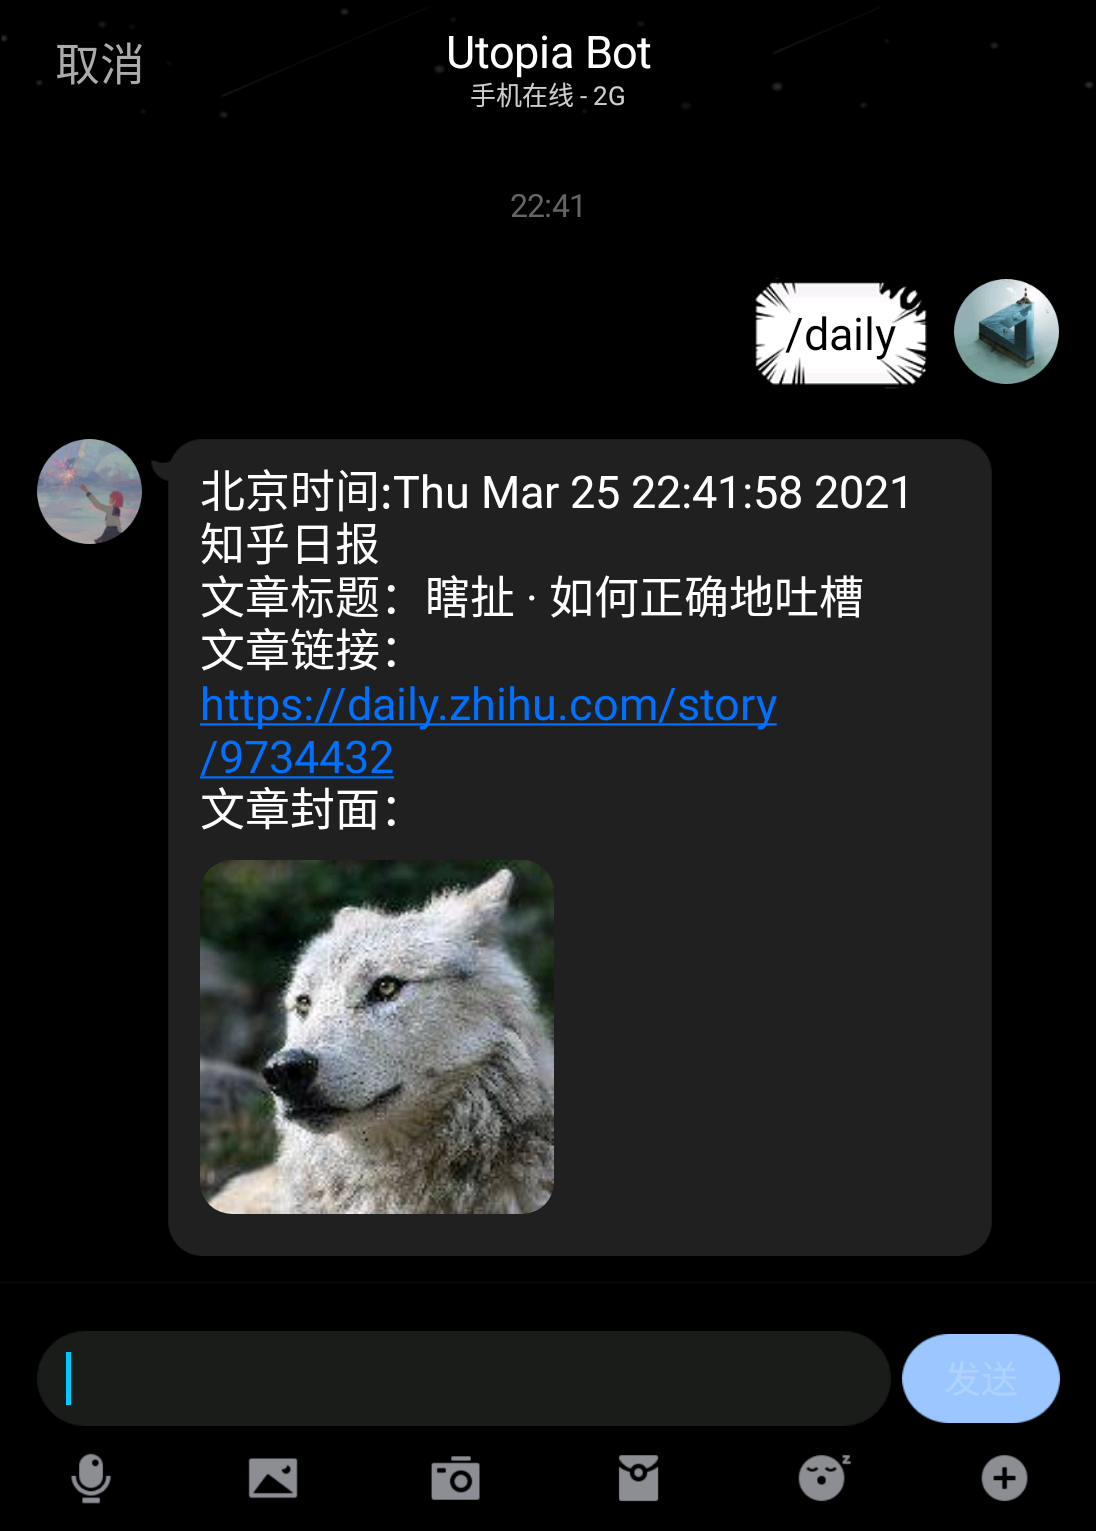 取消
Utopia Bot
手机在线 - 2G
22:41
/daily
北京时间:Thu Mar 25 22:41:58 2021
知乎日报
文章标题：瞎扯 · 如何正确地吐槽
文章链接：
https://daily.zhihu.com/story
/9734432
文章封面：
发送